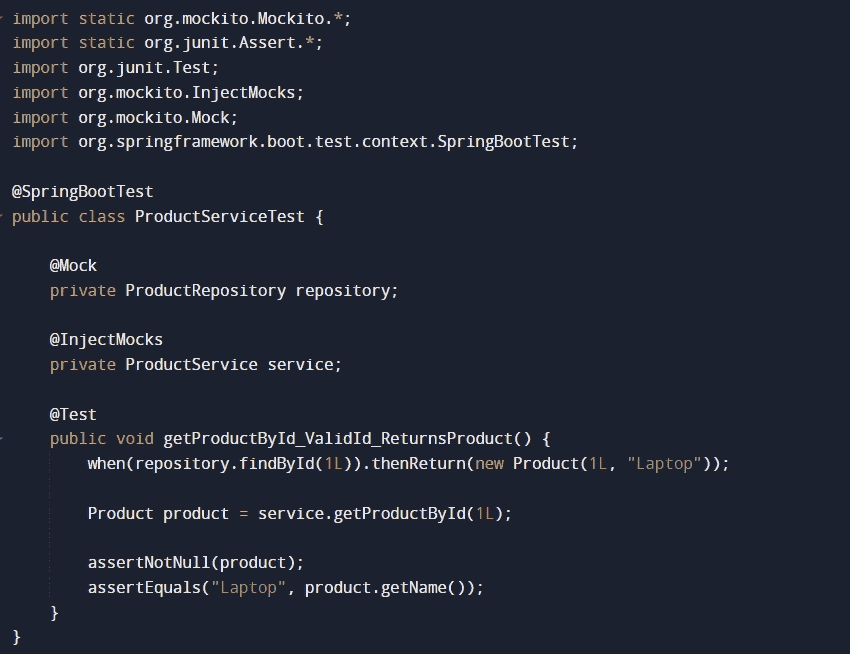 import static org.mockito.Mockito.*;
import static org.junit.Assert.*;
import org.junit.Test;
import org.mockito.InjectMocks;
import org.mockito.Mock;
import org.springframework.boot.test.context.SpringBootTest;
@SpringBootTest
public class ProductServiceTest {
@Mock
private ProductRepository repository;
@InjectMocks
private ProductService service;
@Test
public void getProductById_ValidId_ReturnsProduct() {
when(repository.findById(1L)).thenReturn(new Product(1L, "Laptop"));
Product product = service.getProductById(1L);
assertNotNull(product);
assertEquals("Laptop", product.getName());
}
}